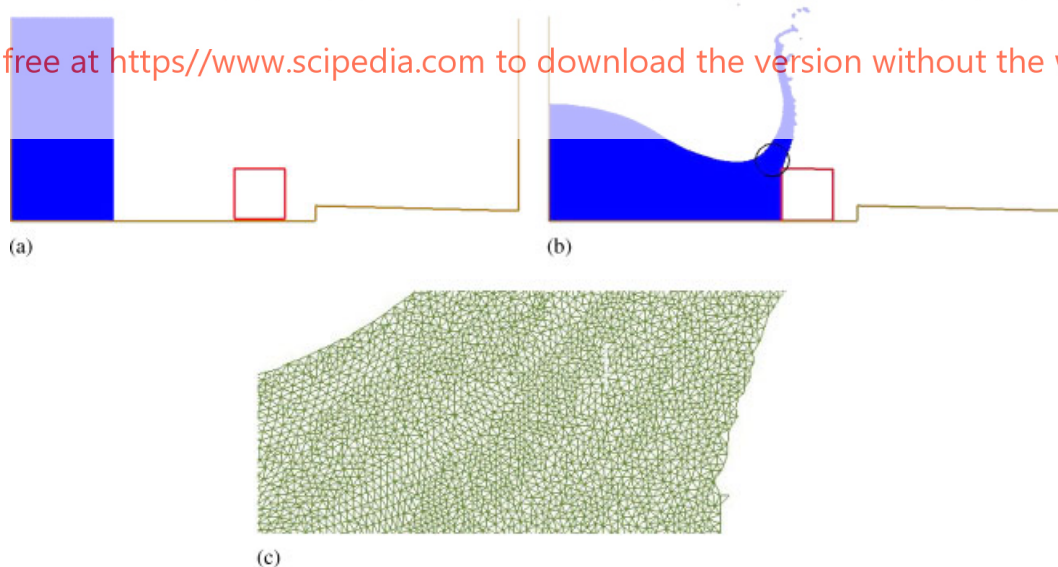 free at https//www.scipedia.com to download the version without the
(a)
(b)
(c)